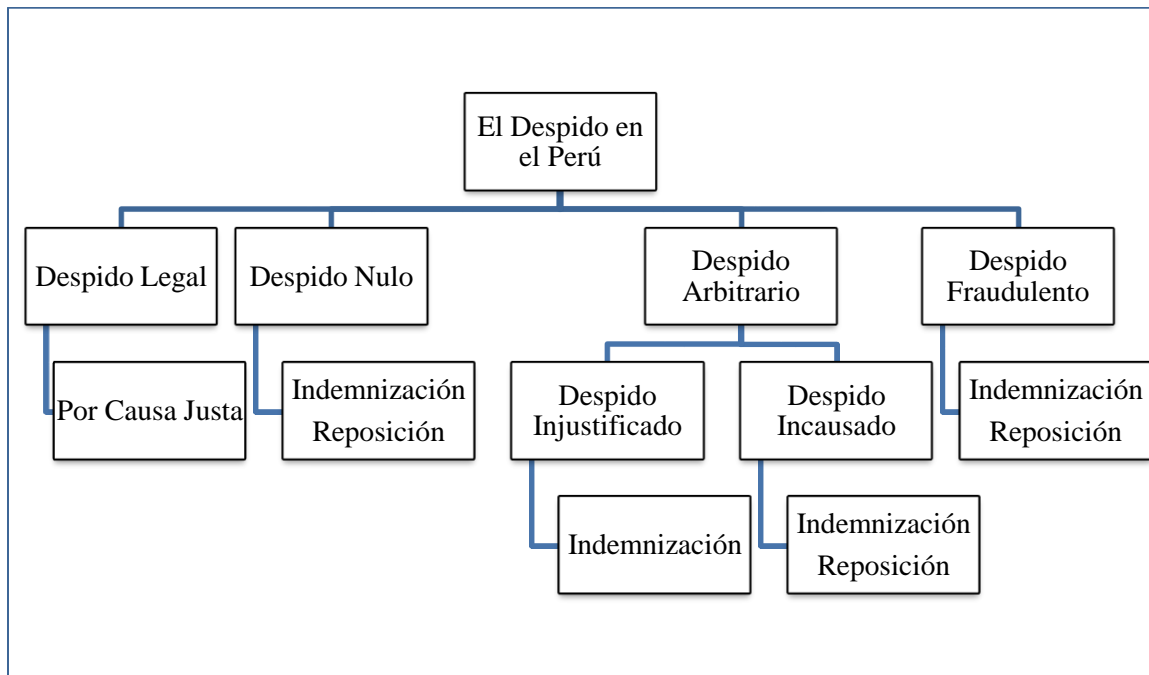 El Despido en
el Perú
Despido Legal
Despido Nulo
Despido
Arbitrario
Despido
Fraudulento
Por Causa Justa
Indemnización
Reposición
Despido
Injustificado
Despido
Incausado
Indemnización
Reposición
Indemnización
Indemnización
Reposición